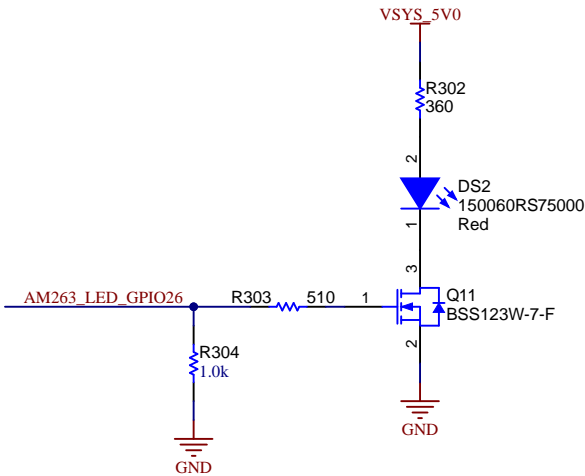 VSYS_5V0
R302
360
2
DS2
150060RS75000
Red
1
3
AM263_LED_GPIO26
R303
510
1
Q11
BSS123W-7-F
2
R304
1.0k
GND
GND